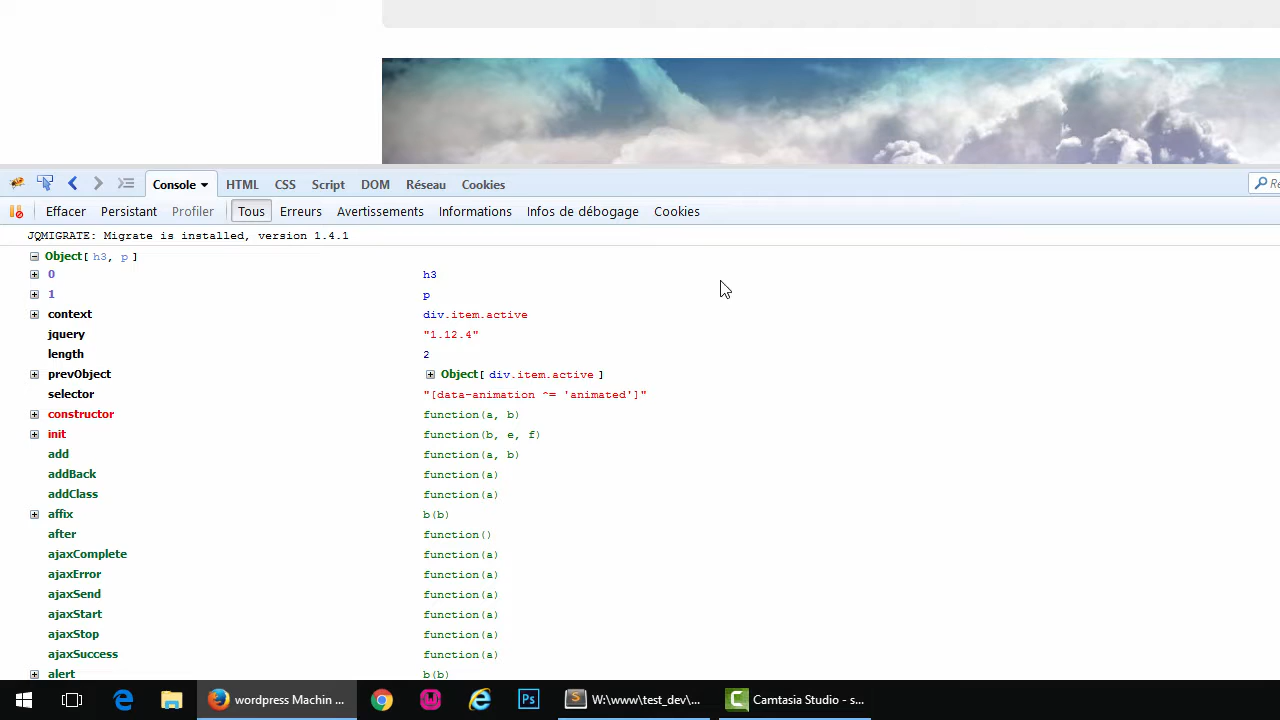 Console HTML CSS Script DOM Réseau Cookies
Effacer Persistant Profiler Tous Erreurs Avertissements Informations Infos de débogage Cookies
JQMIGRATE: Migrate is installed, version 1.4.1
Object[ h3, p ]
0 h3
1 p
context div.item.active
jquery "1.12.4"
length 2
prevObject Object[ div.item.active ]
selector "[data-animation ^= 'animated']"
constructor function(a, b)
init function(b, e, f)
add function(a, b)
addBack function(a)
addClass function(a)
affix b(b)
after function()
ajaxComplete function(a)
ajaxError function(a)
ajaxSend function(a)
ajaxStart function(a)
ajaxStop function(a)
ajaxSuccess function(a)
alert b(b)
wordpress Machin ... Ps W:\www\test_dev\... Camtasia Studio - s...